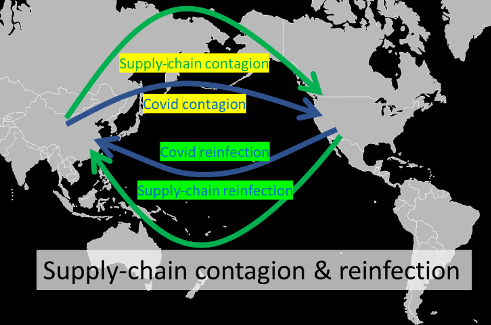 Supply-chain contagion
Covid contagion
Covid reinfection
Supply-chain reinfection
Supply-chain contagion & reinfection